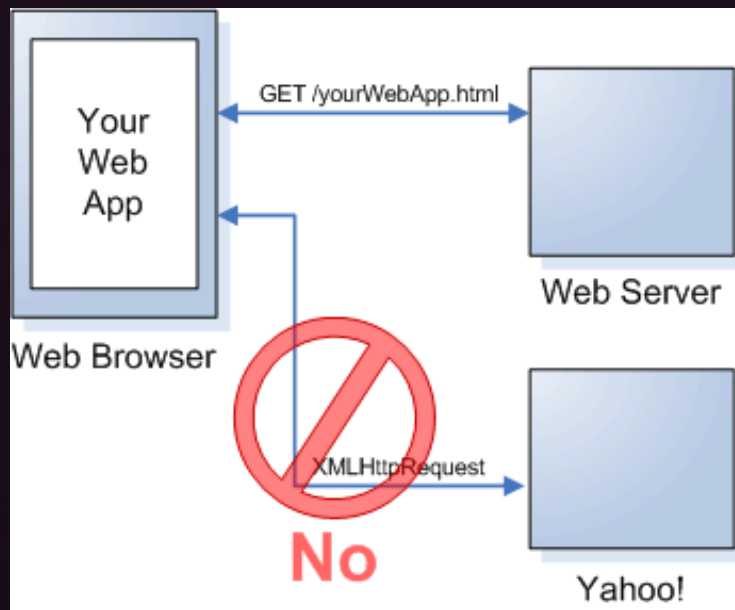 Your
Web
App
GET /yourWebApp.html
Web Server
Web Browser
XMLHttpRequest
No
Yahoo!